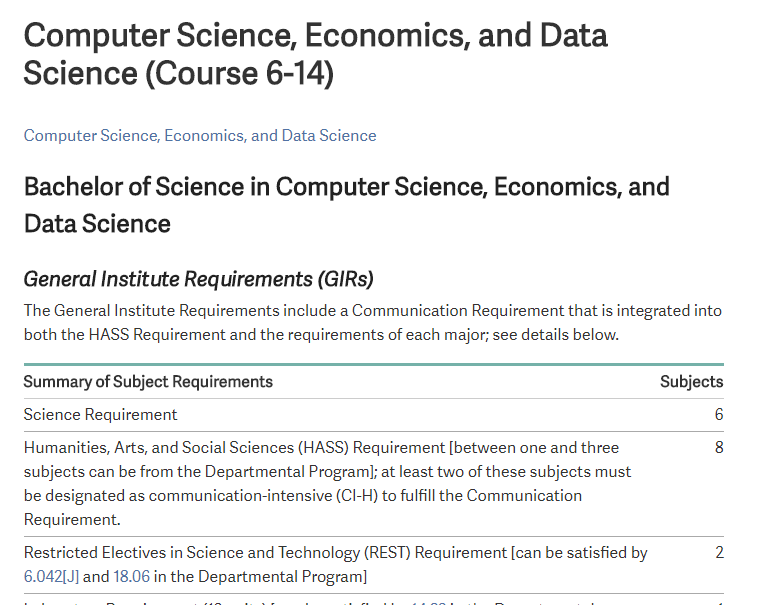 Computer Science, Economics, and Data
Science (Course 6-14)
Computer Science, Economics, and Data Science
Bachelor of Science in Computer Science, Economics, and
Data Science
General Institute Requirements (GIRs)
The General Institute Requirements include a Communication Requirement that is integrated into
both the HASS Requirement and the requirements of each major; see details below.
Summary of Subject Requirements Subjects
Science Requirement 6
Humanities, Arts, and Social Sciences (HASS) Requirement [between one and three 8
subjects can be from the Departmental Program]; at least two of these subjects must
be designated as communication-intensive (CI-H) to fulfill the Communication
Requirement.
Restricted Electives in Science and Technology (REST) Requirement [can be satisfied by 2
6.042[J] and 18.06 in the Departmental Program]